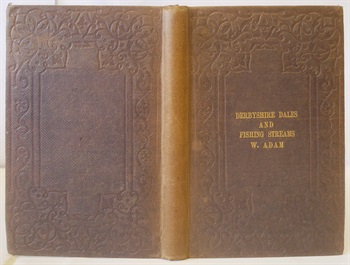 DERBYSHIRE DALES
AND
FISHING STREAMS
W. ADAM